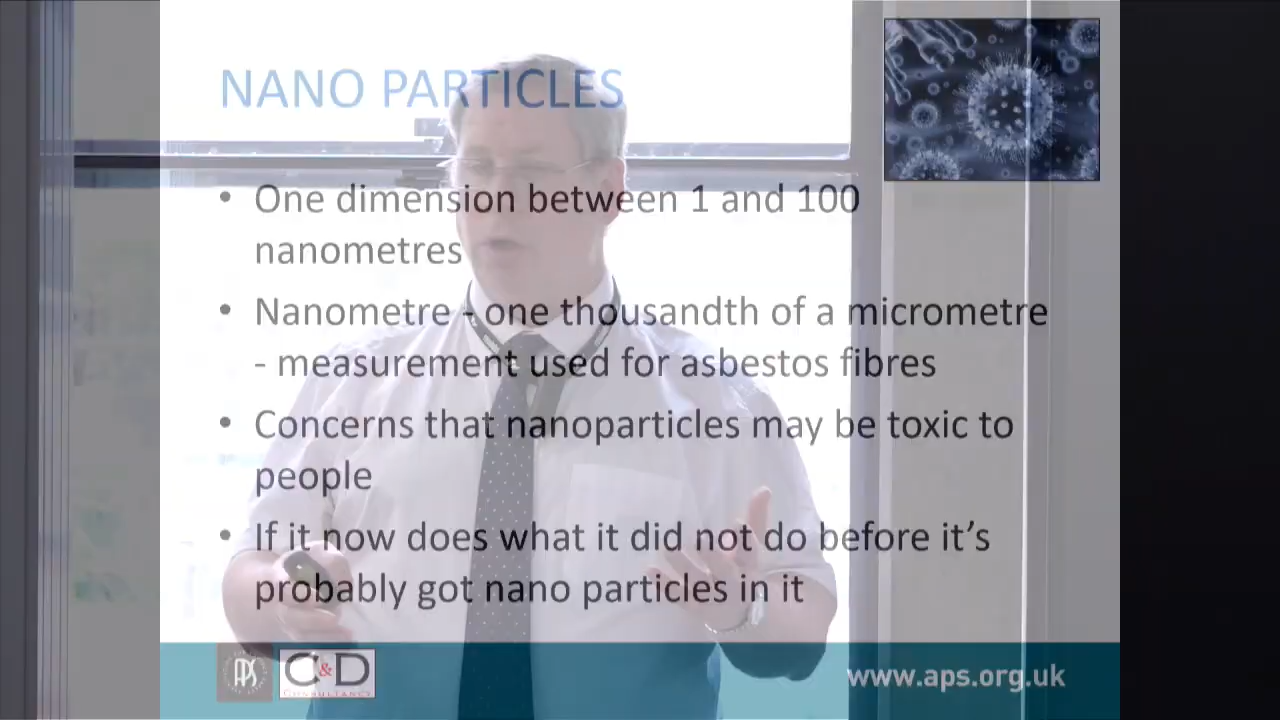 NANO PARTICLES
• One dimension between 1 and 100
nanometres
• Nanometre - one thousandth of a micrometre
- measurement used for asbestos fibres
• Concerns that nanoparticles may be toxic to
people
• If it now does what it did not do before it's
probably got nano particles in it
APS
C&D
CONSULTANCY
www.aps.org.uk